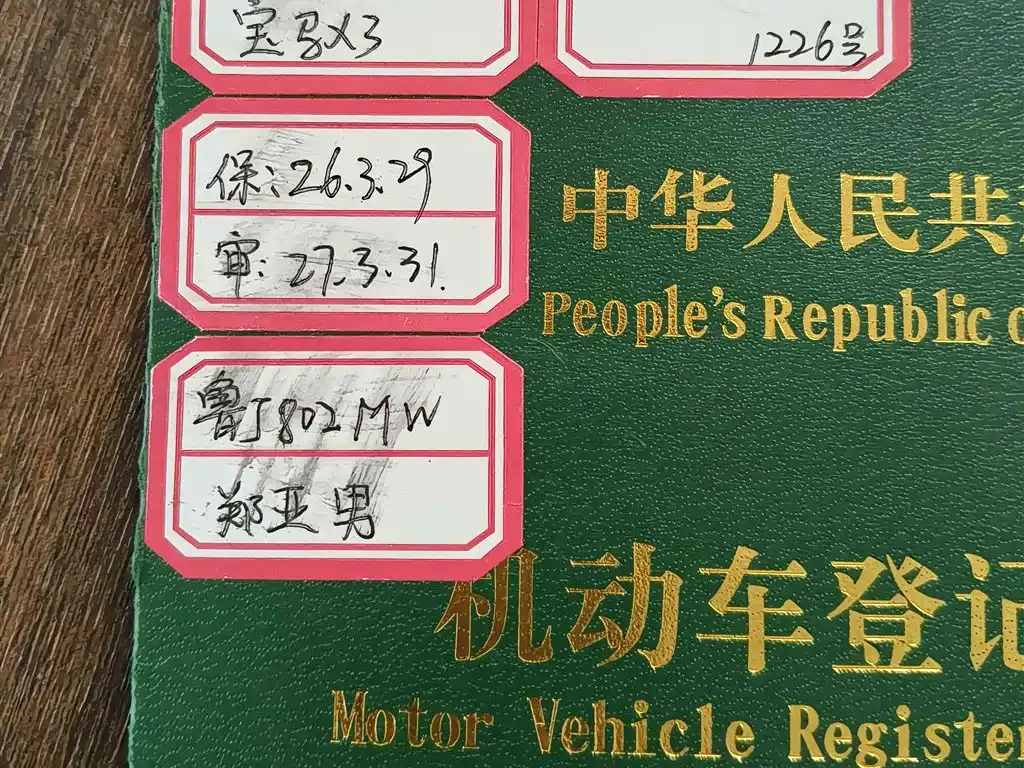 宝马X3
1226号
保:26.3.29
审:27.3.31.
鲁J802MW
郑亚男
中华人民共
People's Republic
机动车登记
Motor Vehicle Registe